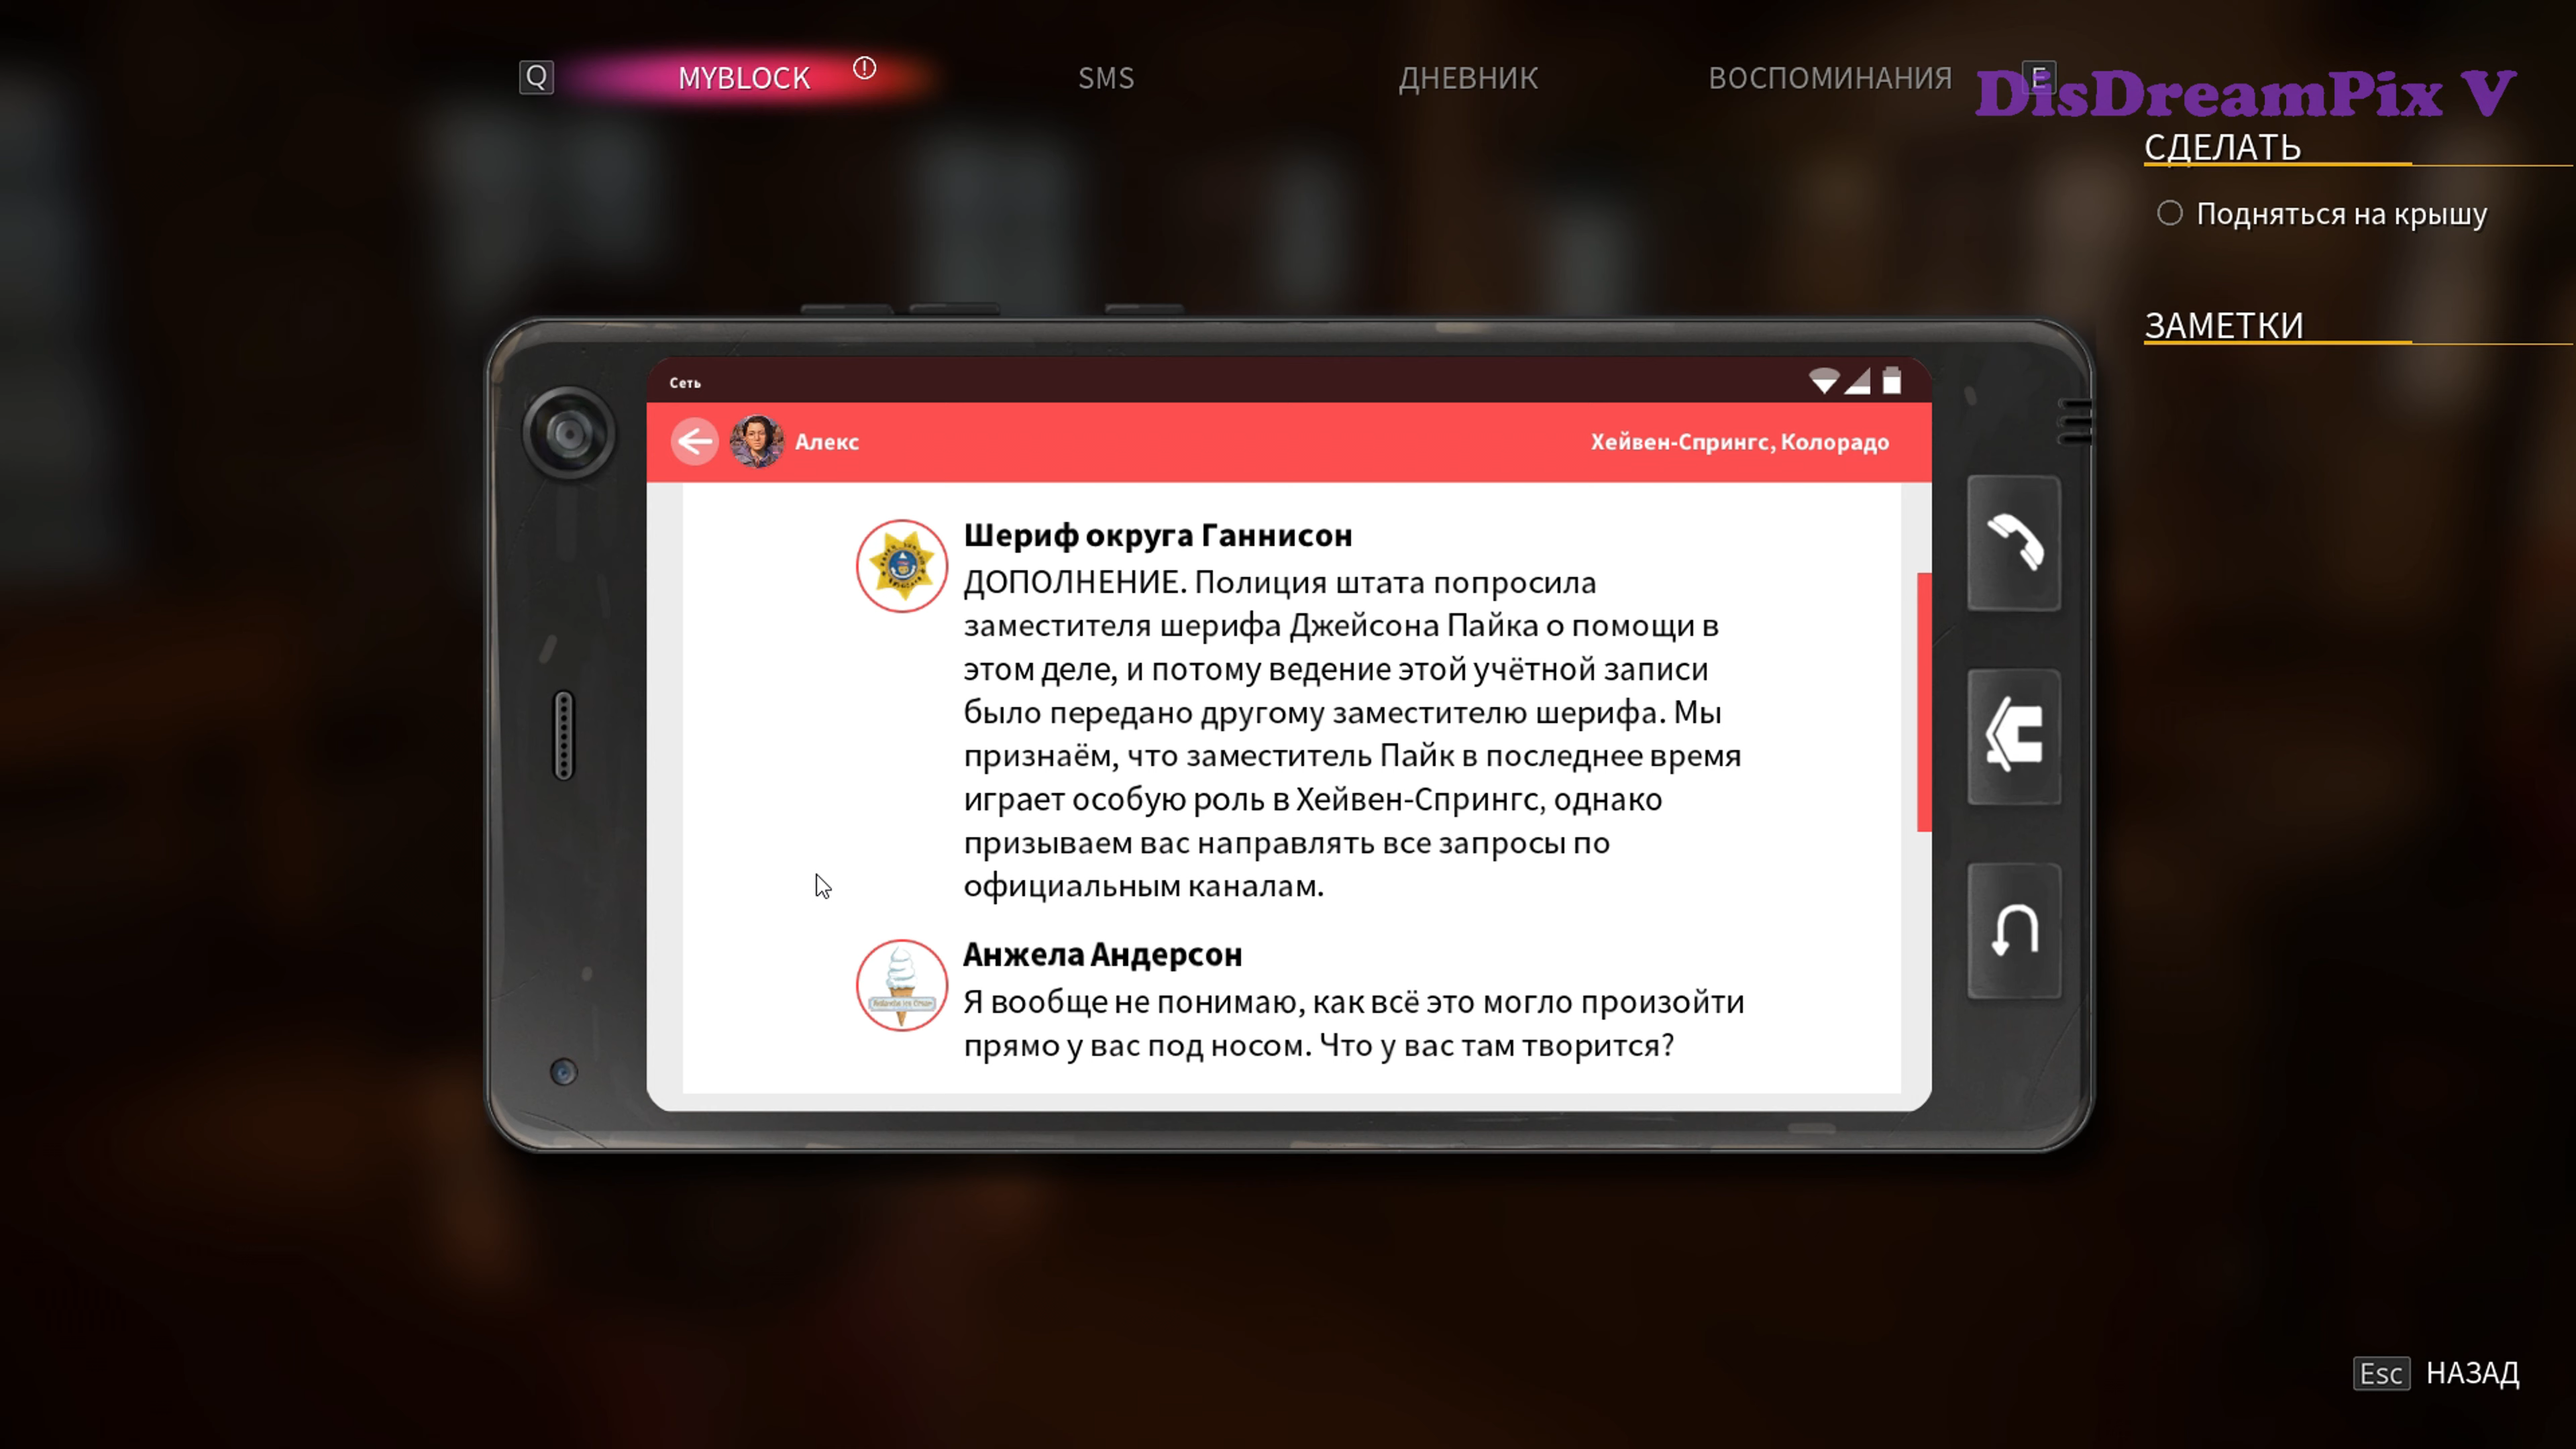 Q MYBLOCK SMS ДНЕВНИК ВОСПОМИНАНИЯ E
DisDreamPix V
СДЕЛАТЬ
Подняться на крышу
ЗАМЕТКИ
Сеть
Алекс
Хейвен-Спрингс, Колорадо
Шериф округа Ганнисон
ДОПОЛНЕНИЕ. Полиция штата попросила
заместителя шерифа Джейсона Пайка о помощи в
этом деле, и потому ведение этой учётной записи
было передано другому заместителю шерифа. Мы
признаём, что заместитель Пайк в последнее время
играет особую роль в Хейвен-Спрингс, однако
призываем вас направлять все запросы по
официальным каналам.
Анжела Андерсон
Я вообще не понимаю, как всё это могло произойти
прямо у вас под носом. Что у вас там творится?
Esc НАЗАД